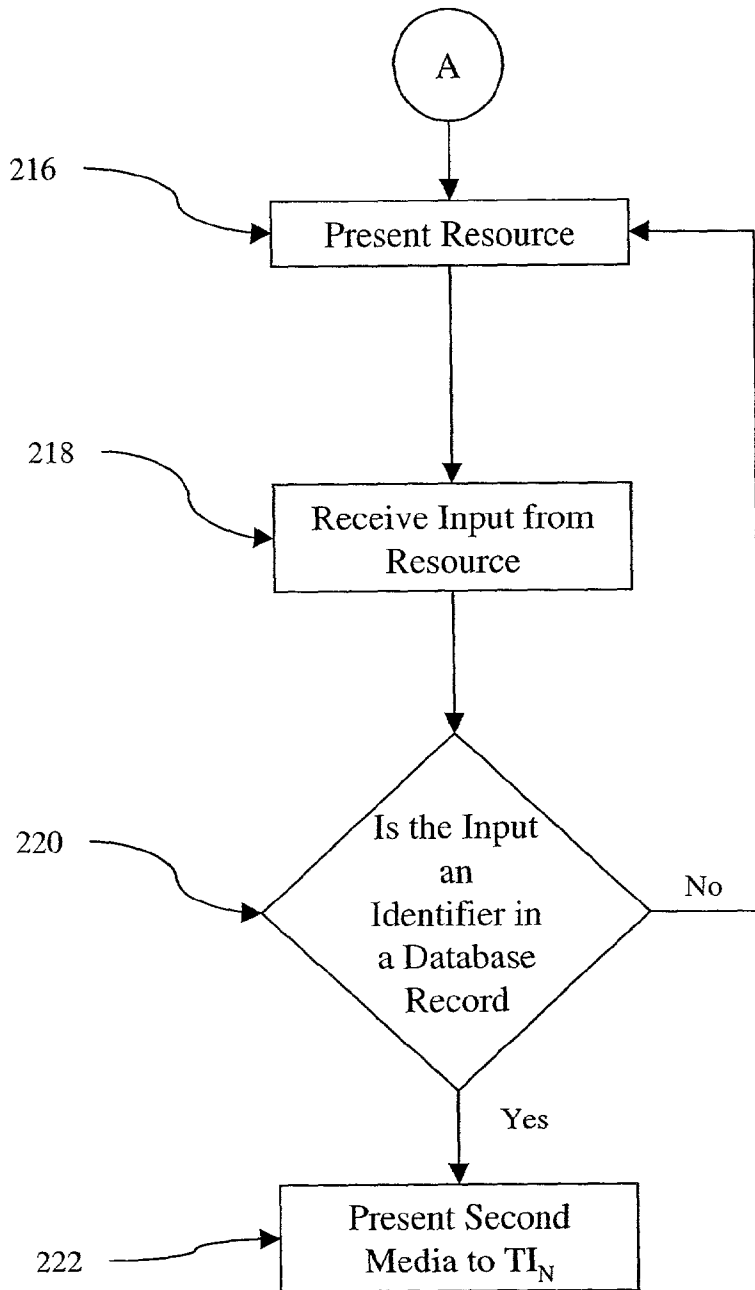 A
216
Present Resource
218
Receive Input from
Resource
220
Is the Input
an
Identifier in
a Database
Record
No
Yes
222
Present Second
Media to TI_N